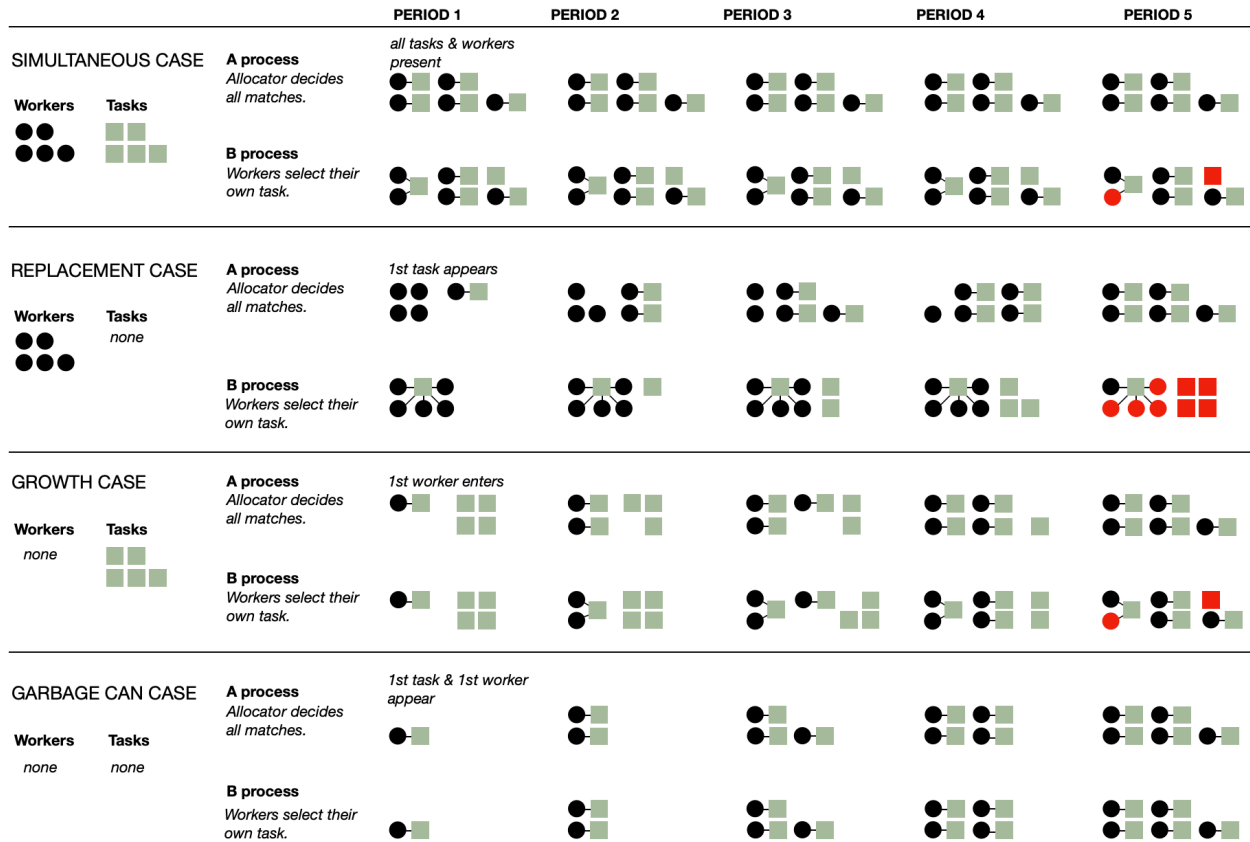 PERIOD 1 PERIOD 2 PERIOD 3 PERIOD 4 PERIOD 5
SIMULTANEOUS CASE
Workers Tasks
A process
Allocator decides
all matches.
all tasks & workers
present
B process
Workers select their
own task.
REPLACEMENT CASE
Workers Tasks
none
A process
Allocator decides
all matches.
1st task appears
B process
Workers select their
own task.
GROWTH CASE
Workers Tasks
none
A process
Allocator decides
all matches.
1st worker enters
B process
Workers select their
own task.
GARBAGE CAN CASE
Workers Tasks
none none
A process
Allocator decides
all matches.
1st task & 1st worker
appear
B process
Workers select their
own task.